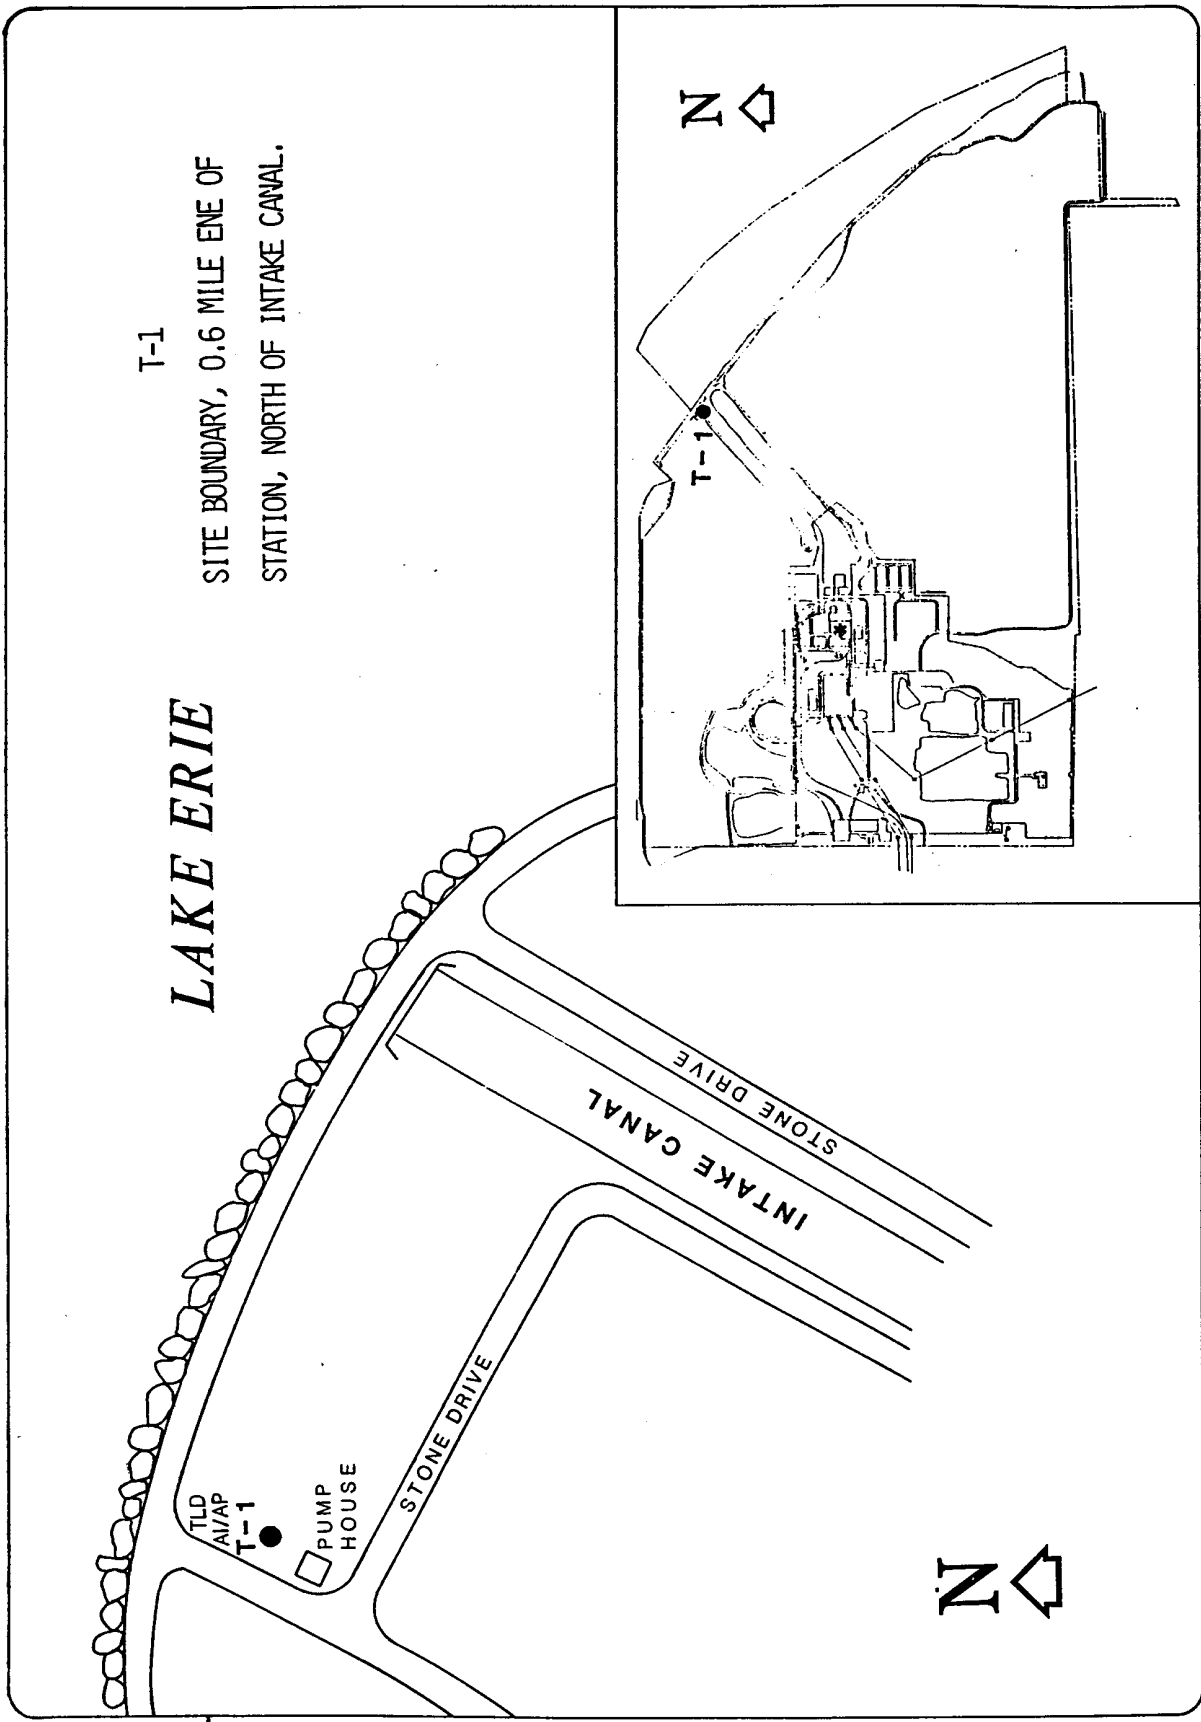 T-1
SITE BOUNDARY, 0.6 MILE ENE OF
STATION, NORTH OF INTAKE CANAL.
LAKE ERIE
TLD
AI/AP
T-1
PUMP
HOUSE
STONE DRIVE
INTAKE CANAL
STONE DRIVE
N
N
T-1